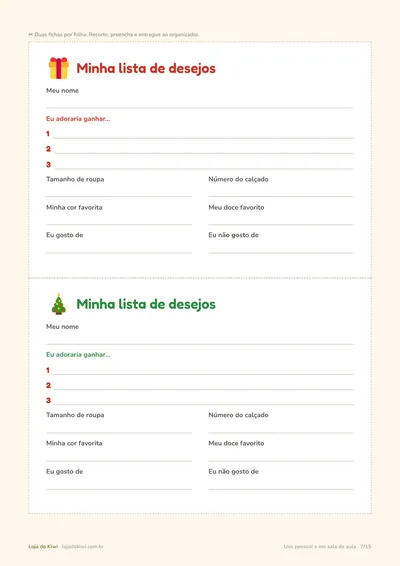 ✂ Duas fichas por folha. Recorte, preencha e entregue ao organizador.
Minha lista de desejos
Meu nome
Eu adoraria ganhar...
1
2
3
Tamanho de roupa Número do calçado
Minha cor favorita Meu doce favorito
Eu gosto de Eu não gosto de
Minha lista de desejos
Meu nome
Eu adoraria ganhar...
1
2
3
Tamanho de roupa Número do calçado
Minha cor favorita Meu doce favorito
Eu gosto de Eu não gosto de
Loja do Kiwi · lojadokiwi.com.br Uso pessoal e em sala de aula · 7/15